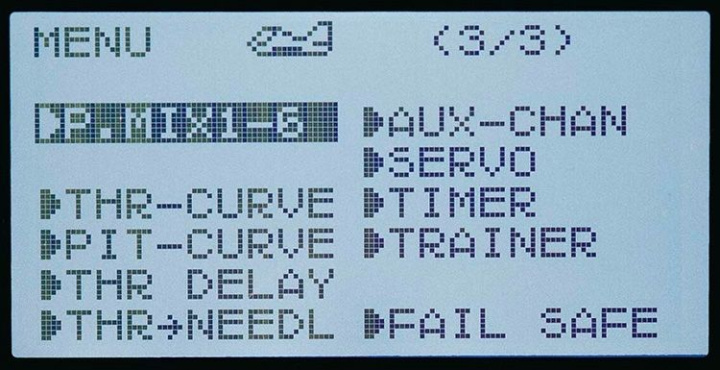 MENU (3/3)
P.MIX1-6
THR-CURVE
PIT-CURVE
THR DELAY
THR→NEEDL
AUX-CHAN
SERVO
TIMER
TRAINER
FAIL SAFE